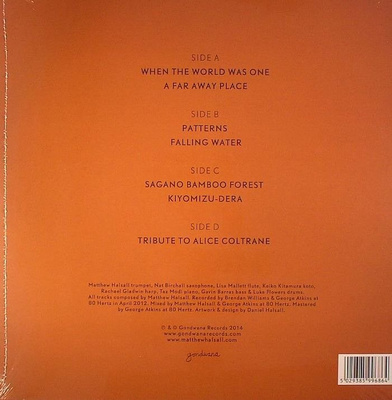 SIDE A
WHEN THE WORLD WAS ONE
A FAR AWAY PLACE
SIDE B
PATTERNS
FALLING WATER
SIDE C
SAGANO BAMBOO FOREST
KIYOMIZU-DERA
SIDE D
TRIBUTE TO ALICE COLTRANE
Matthew Halsall trumpet, Nat Birchall saxophone, Lisa Mallett flute, Keiko Kitamura koto,
Rachael Gladwin harp, Taz Modi piano, Gavin Barras bass & Luke Flowers drums.
All tracks composed by Matthew Halsall. Recorded by Brendan Williams & George Atkins at
80 Hertz in April 2012. Mixed by Matthew Halsall & George Atkins at 80 Hertz. Mastered
by George Atkins at 80 Hertz. Artwork & design by Daniel Halsall.
℗ & © Gondwana Records 2014
www.gondwanarecords.com
www.matthewhalsall.com
gondwana
5 029385 996864